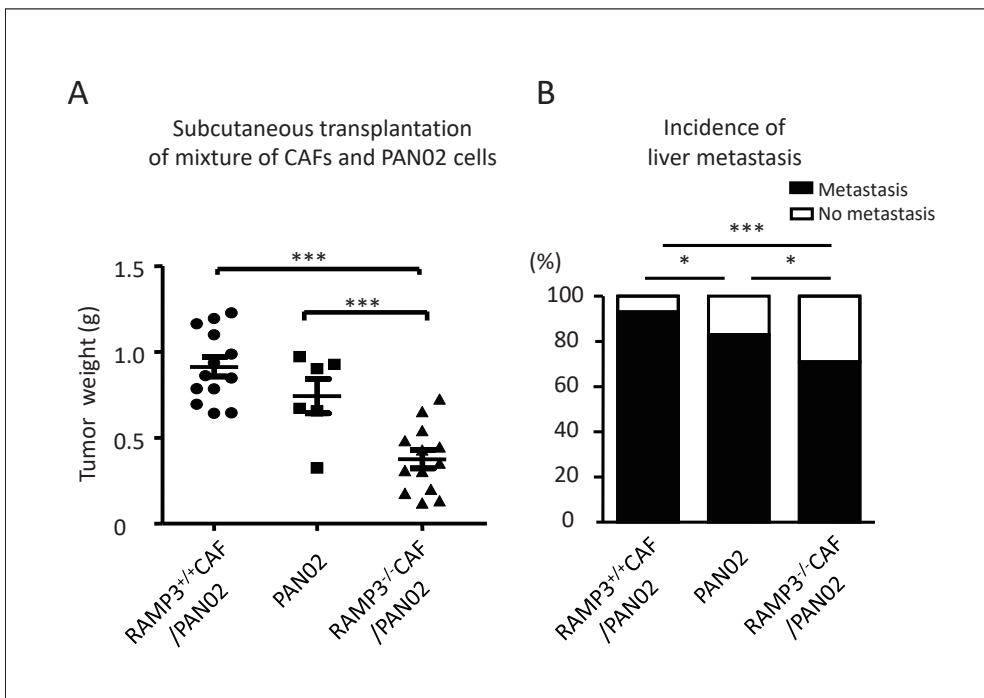 A
Subcutaneous transplantation
of mixture of CAFs and PAN02 cells
***
***
1.5
1.0
0.5
0
Tumor weight (g)
RAMP3+/+CAF
/PAN02
PAN02
RAMP3-/-CAF
/PAN02
B
Incidence of
liver metastasis
Metastasis
No metastasis
***
*
*
(%)
100
80
60
40
20
0
RAMP3+/+CAF
/PAN02
PAN02
RAMP3-/-CAF
/PAN02